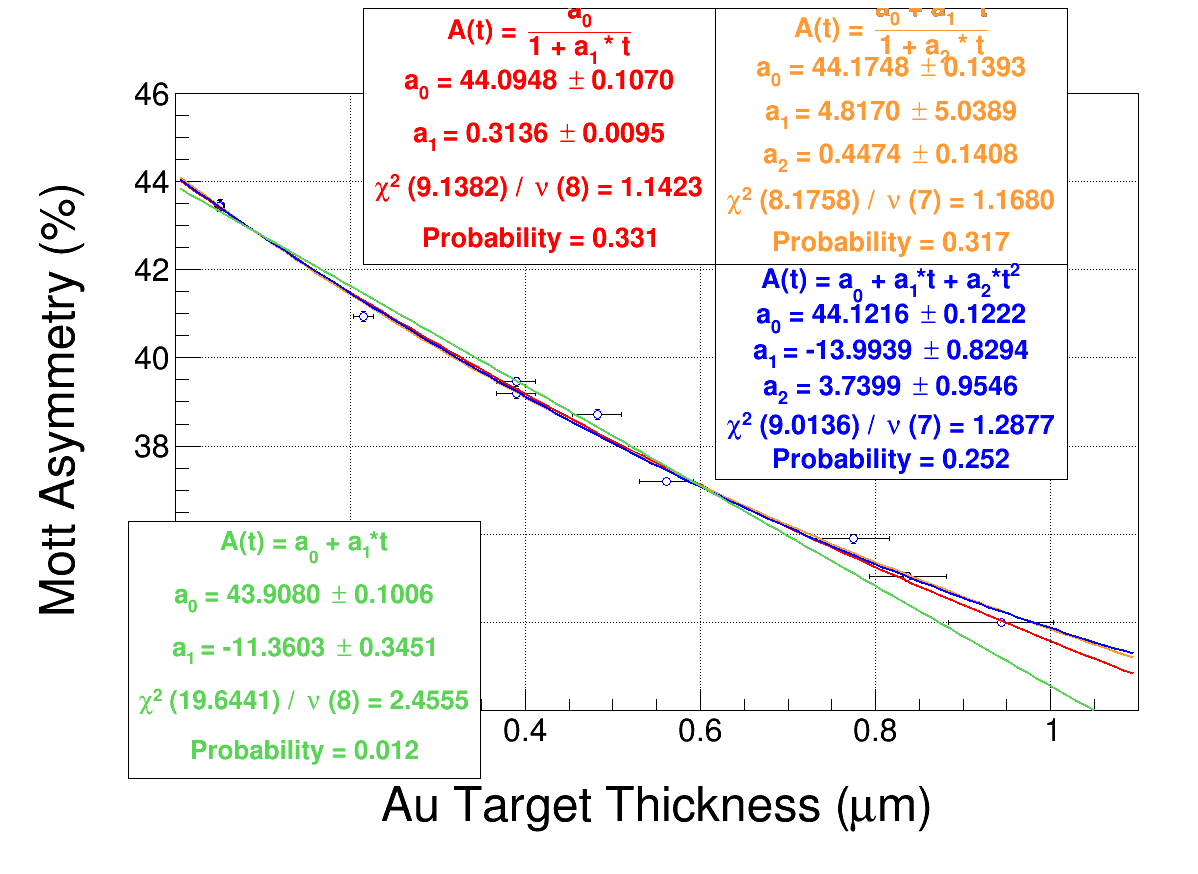 A(t) = a₀ / 1 + a₁ * t
a₀ = 44.0948 ± 0.1070
a₁ = 0.3136 ± 0.0095
χ² (9.1382) / ν (8) = 1.1423
Probability = 0.331
A(t) = a₀ + a₁ * t / 1 + a₂ * t
a₀ = 44.1748 ± 0.1393
a₁ = 4.8170 ± 5.0389
a₂ = 0.4474 ± 0.1408
χ² (8.1758) / ν (7) = 1.1680
Probability = 0.317
A(t) = a₀ + a₁*t + a₂*t²
a₀ = 44.1216 ± 0.1222
a₁ = -13.9939 ± 0.8294
a₂ = 3.7399 ± 0.9546
χ² (9.0136) / ν (7) = 1.2877
Probability = 0.252
A(t) = a₀ + a₁*t
a₀ = 43.9080 ± 0.1006
a₁ = -11.3603 ± 0.3451
χ² (19.6441) / ν (8) = 2.4555
Probability = 0.012
Mott Asymmetry (%)
46
44
42
40
38
0.4
0.6
0.8
1
Au Target Thickness (μm)